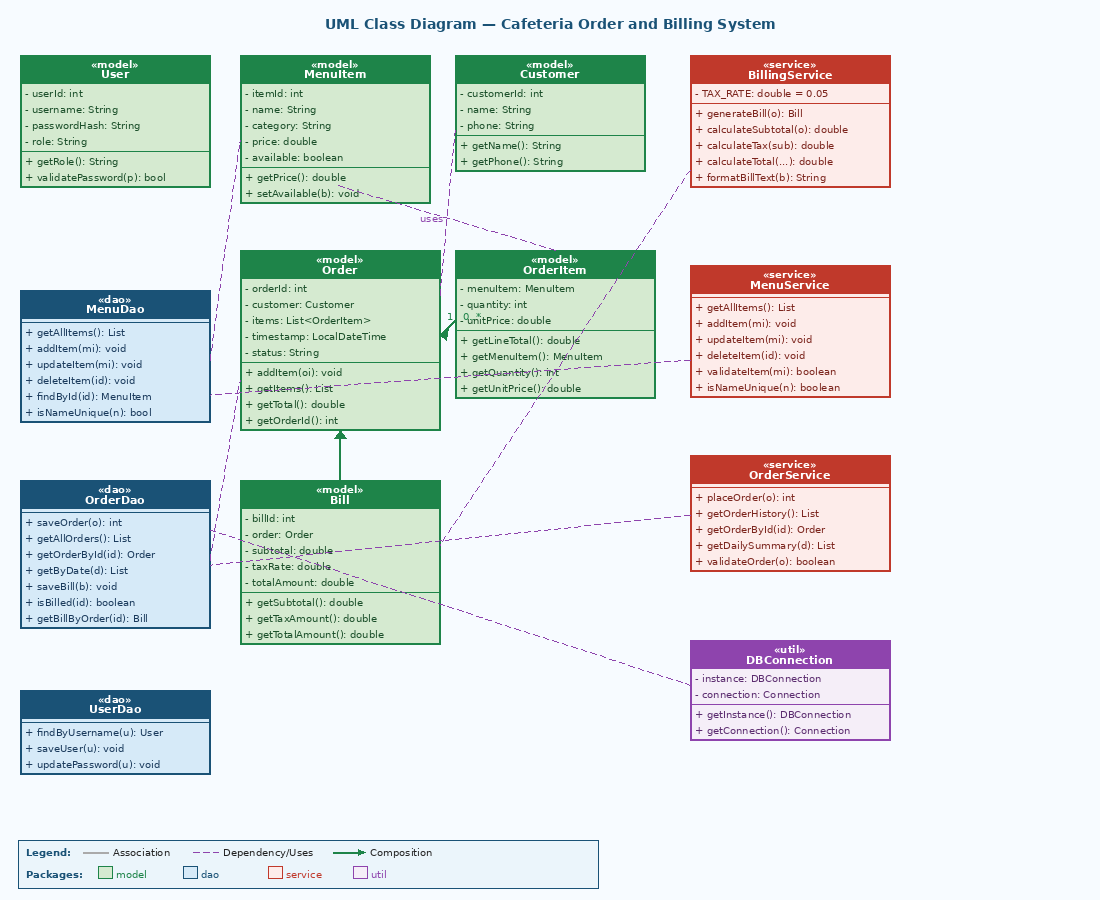 UML Class Diagram — Cafeteria Order and Billing System
«model»
User
- userId: int
- username: String
- passwordHash: String
- role: String
+ getRole(): String
+ validatePassword(p): bool
«model»
MenuItem
- itemId: int
- name: String
- category: String
- price: double
- available: boolean
+ getPrice(): double
+ setAvailable(b): void
«model»
Customer
- customerId: int
- name: String
- phone: String
+ getName(): String
+ getPhone(): String
«service»
BillingService
- TAX_RATE: double = 0.05
+ generateBill(o): Bill
+ calculateSubtotal(o): double
+ calculateTax(sub): double
+ calculateTotal(...): double
+ formatBillText(b): String
uses
«dao»
MenuDao
+ getAllItems(): List
+ addItem(mi): void
+ updateItem(mi): void
+ deleteItem(id): void
+ findById(id): MenuItem
+ isNameUnique(n): bool
«model»
Order
- orderId: int
- customer: Customer
- items: List<OrderItem>
- timestamp: LocalDateTime
- status: String
+ addItem(oi): void
+ getItems(): List
+ getTotal(): double
+ getOrderId(): int
1
0..*
«model»
OrderItem
- menuitem: MenuItem
- quantity: int
- unitPrice: double
+ getLineTotal(): double
+ getMenuItem(): MenuItem
+ getQuantity(): int
+ getUnitPrice(): double
«service»
MenuService
+ getAllItems(): List
+ addItem(mi): void
+ updateItem(mi): void
+ deleteItem(id): void
+ validateItem(mi): boolean
+ isNameUnique(n): boolean
«dao»
OrderDao
+ saveOrder(o): int
+ getAllOrders(): List
+ getOrderById(id): Order
+ getByDate(d): List
+ saveBill(b): void
+ isBilled(id): boolean
+ getBillByOrder(id): Bill
«model»
Bill
- billId: int
- order: Order
- subtotal: double
- taxRate: double
- totalAmount: double
+ getSubtotal(): double
+ getTaxAmount(): double
+ getTotalAmount(): double
«service»
OrderService
+ placeOrder(o): int
+ getOrderHistory(): List
+ getOrderById(id): Order
+ getDailySummary(d): List
+ validateOrder(o): boolean
«util»
DBConnection
- instance: DBConnection
- connection: Connection
+ getInstance(): DBConnection
+ getConnection(): Connection
«dao»
UserDao
+ findByUsername(u): User
+ saveUser(u): void
+ updatePassword(u): void
Legend: Association Dependency/Uses Composition
Packages: model dao service util